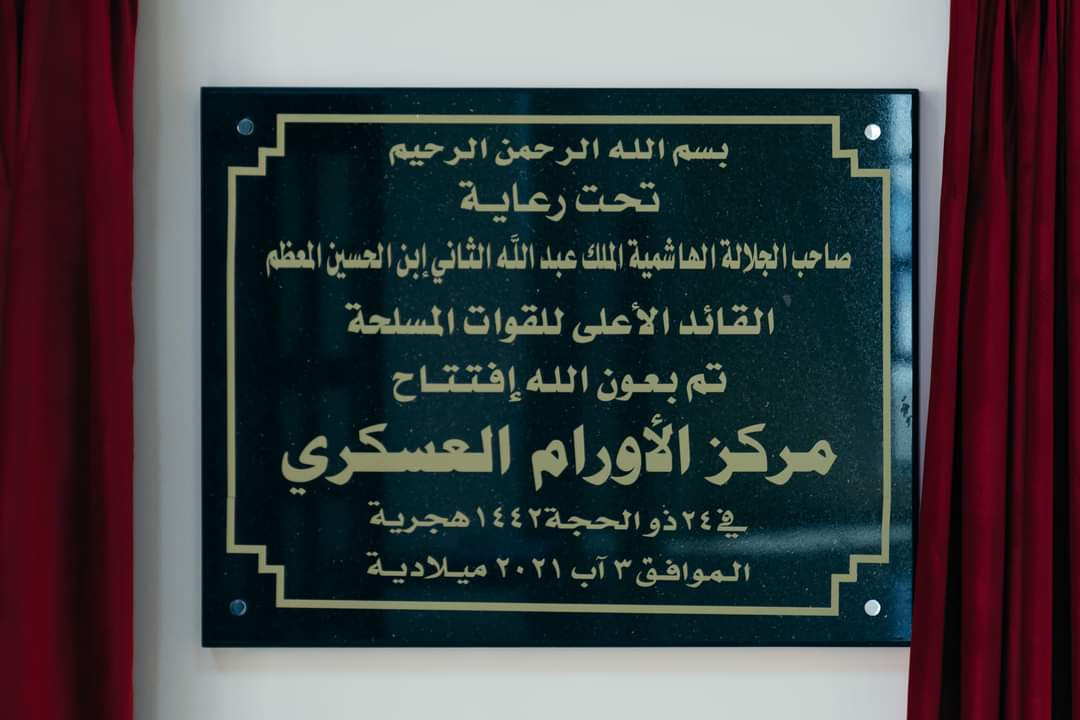 بسم الله الرحمن الرحيم
تحت رعاية
صاحب الجلالة الهاشمية الملك عبد اللَّه الثاني إبن الحسين المعظم
القائد الأعلى للقوات المسلحة
تم بعون الله إفتتاح
مركز الأورام العسكري
في ٢٤ ذو الحجة ١٤٤٢ هجرية
الموافق ٣ آب ٢٠٢١ ميلادية